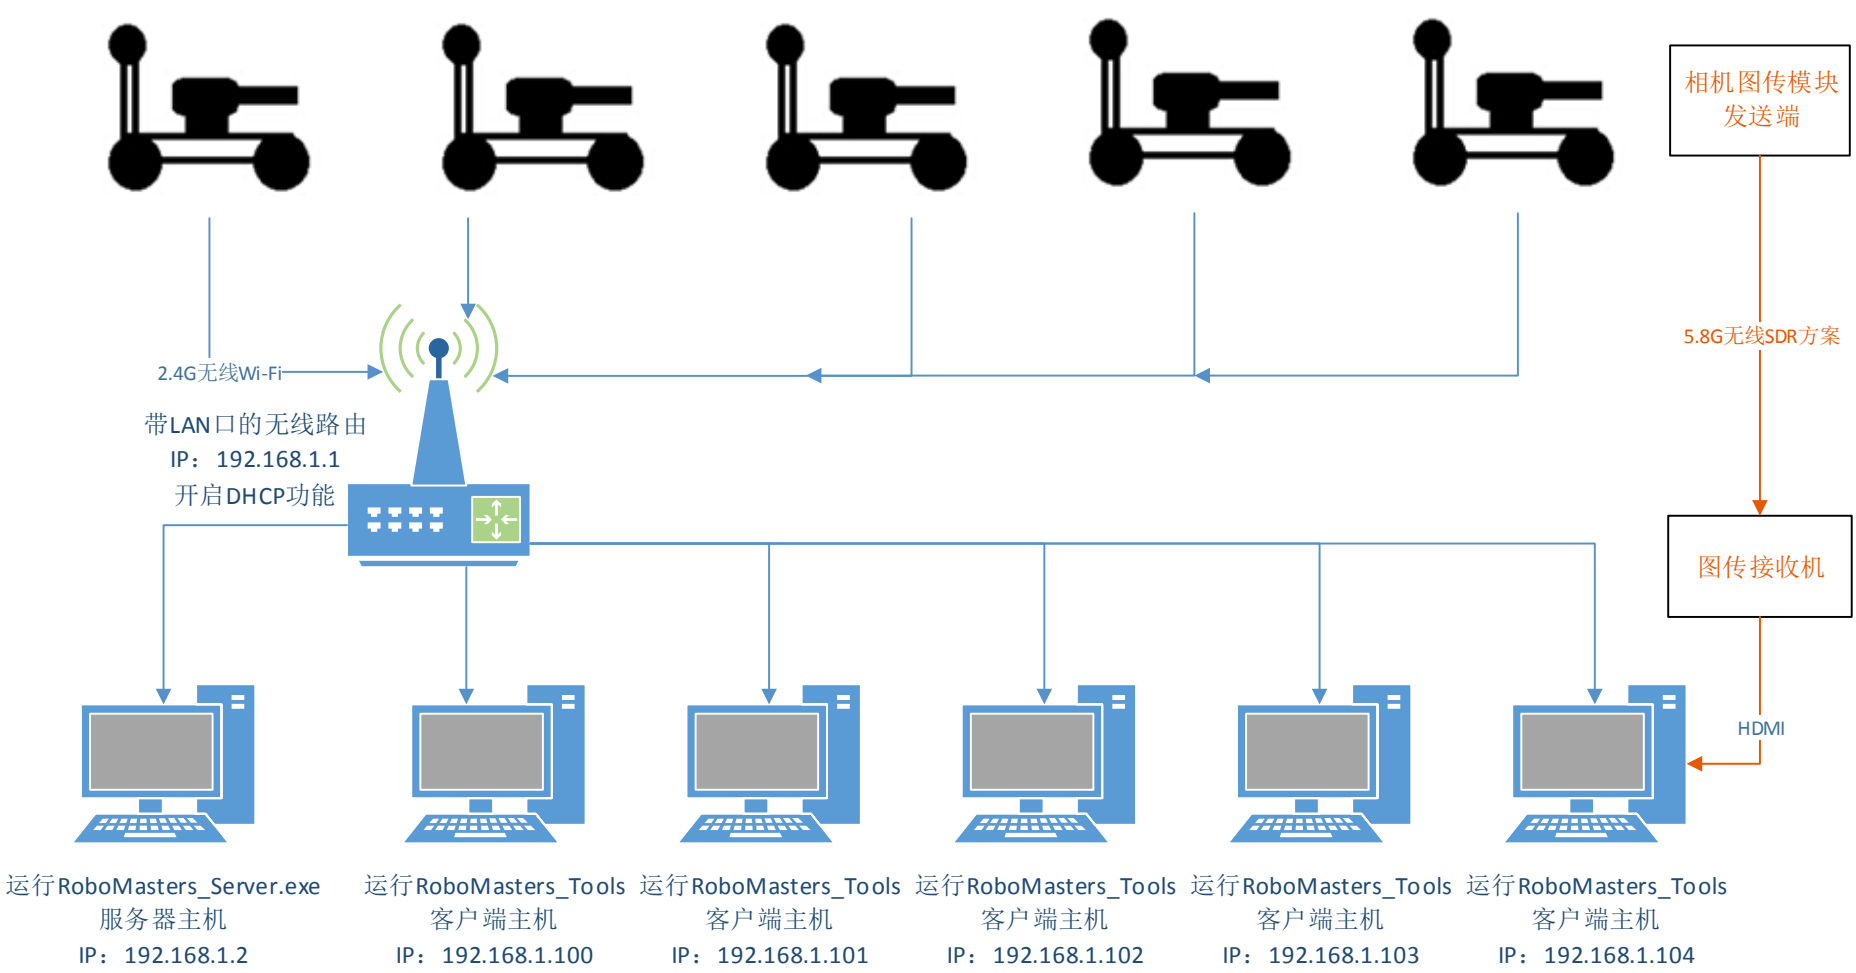 相机图传模块
发送端
5.8G无线SDR方案
2.4G无线Wi-Fi
带LAN口的无线路由
IP：192.168.1.1
开启DHCP功能
图传接收机
HDMI
运行RoboMasters_Server.exe
服务器主机
IP：192.168.1.2
运行RoboMasters_Tools
客户端主机
IP：192.168.1.100
运行RoboMasters_Tools
客户端主机
IP：192.168.1.101
运行RoboMasters_Tools
客户端主机
IP：192.168.1.102
运行RoboMasters_Tools
客户端主机
IP：192.168.1.103
运行RoboMasters_Tools
客户端主机
IP：192.168.1.104